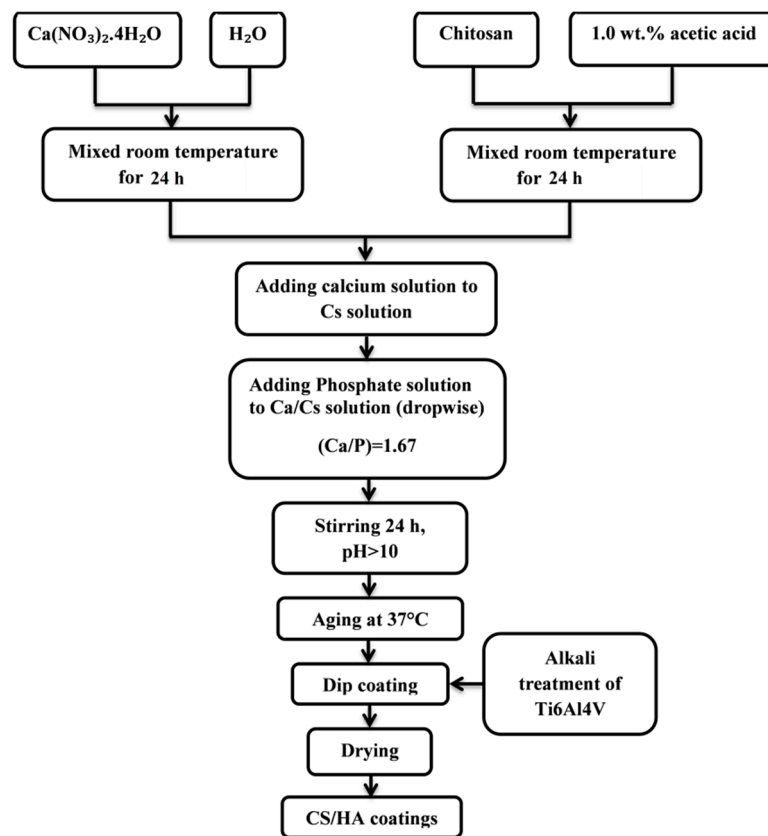 Ca(NO₃)₂.4H₂O
H₂O
Chitosan
1.0 wt.% acetic acid
Mixed room temperature
for 24 h
Mixed room temperature
for 24 h
Adding calcium solution to
Cs solution
Adding Phosphate solution
to Ca/Cs solution (dropwise)
(Ca/P)=1.67
Stirring 24 h,
pH>10
Aging at 37°C
Alkali
treatment of
Ti6Al4V
Dip coating
Drying
CS/HA coatings